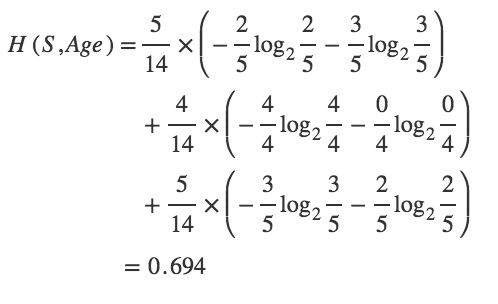 H (S,Age) = 5/14 × (− 2/5 log₂ 2/5 − 3/5 log₂ 3/5)
+ 4/14 × (− 4/4 log₂ 4/4 − 0/4 log₂ 0/4)
+ 5/14 × (− 3/5 log₂ 3/5 − 2/5 log₂ 2/5)
= 0.694